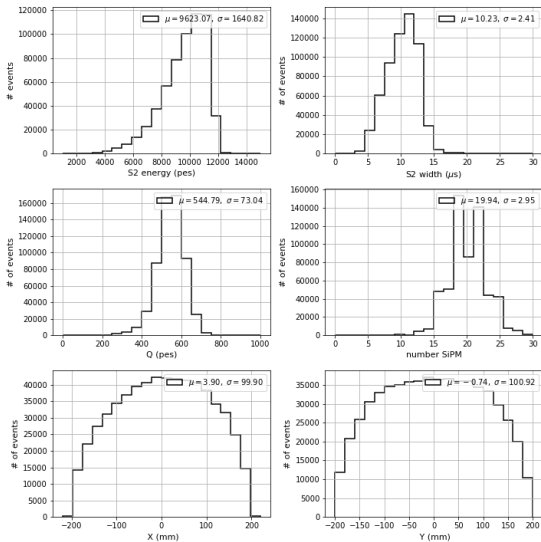 120000
100000
80000
60000
40000
20000
0
# events
μ = 9623.07, σ = 1640.82
2000 4000 6000 8000 10000 12000 14000
S2 energy (pes)
140000
120000
100000
80000
60000
40000
20000
0
# of events
μ = 10.23, σ = 2.41
0 5 10 15 20 25 30
S2 width (μs)
160000
140000
120000
100000
80000
60000
40000
20000
0
# of events
μ = 544.79, σ = 73.04
0 200 400 600 800 1000
Q (pes)
160000
140000
120000
100000
80000
60000
40000
20000
0
# of events
μ = 19.94, σ = 2.95
0 5 10 15 20 25 30
number SiPM
40000
35000
30000
25000
20000
15000
10000
5000
0
# of events
μ = 3.90, σ = 99.90
−200 −100 0 100 200
X (mm)
35000
30000
25000
20000
15000
10000
5000
0
# of events
μ = −0.74, σ = 100.92
−200 −150 −100 −50 0 50 100 150 200
Y (mm)